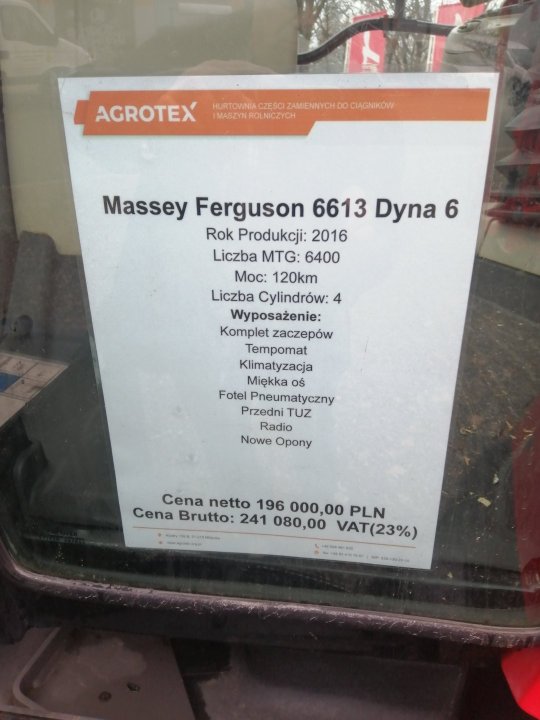 AGROTEX
HURTOWNIA CZĘŚCI ZAMIENNYCH DO CIĄGNIKÓW
I MASZYN ROLNICZYCH
Massey Ferguson 6613 Dyna 6
Rok Produkcji: 2016
Liczba MTG: 6400
Moc: 120km
Liczba Cylindrów: 4
Wyposażenie:
Komplet zaczepów
Tempomat
Klimatyzacja
Miękka oś
Fotel Pneumatyczny
Przedni TUZ
Radio
Nowe Opony
Cena netto 196 000,00 PLN
Cena Brutto: 241 080,00 VAT(23%)